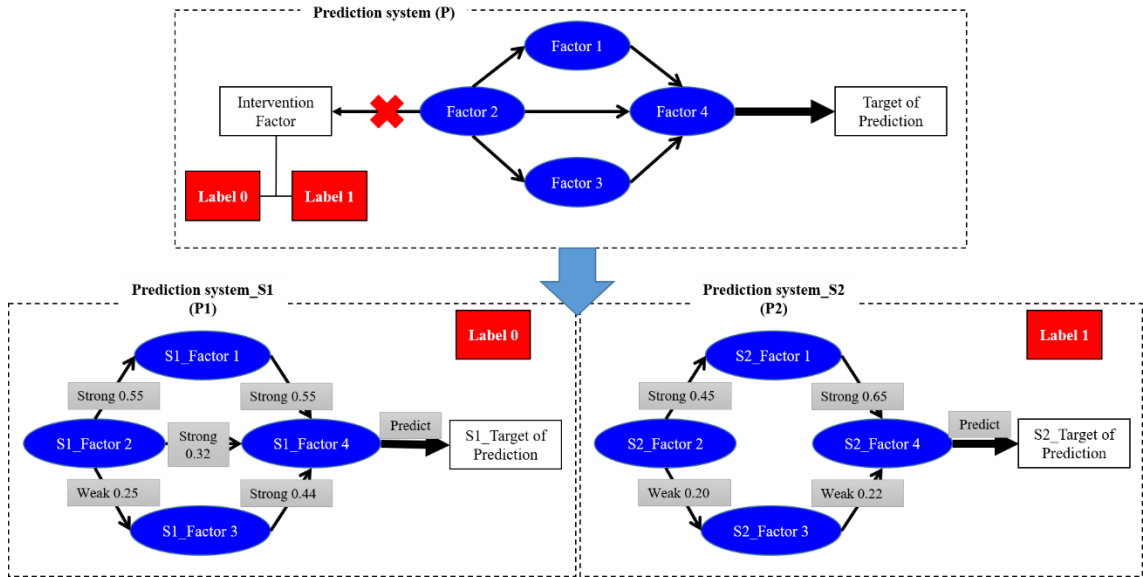 Prediction system (P)
Factor 1
Intervention
Factor
Factor 2
Factor 4
Target of
Prediction
Factor 3
Label 0
Label 1
Prediction system_S1
(P1)
Label 0
S1_Factor 1
Strong 0.55
Strong 0.55
S1_Factor 2
Strong
0.32
S1_Factor 4
Predict
S1_Target of
Prediction
Weak 0.25
Strong 0.44
S1_Factor 3
Prediction system_S2
(P2)
Label 1
S2_Factor 1
Strong 0.45
Strong 0.65
S2_Factor 2
S2_Factor 4
Predict
S2_Target of
Prediction
Weak 0.20
Weak 0.22
S2_Factor 3